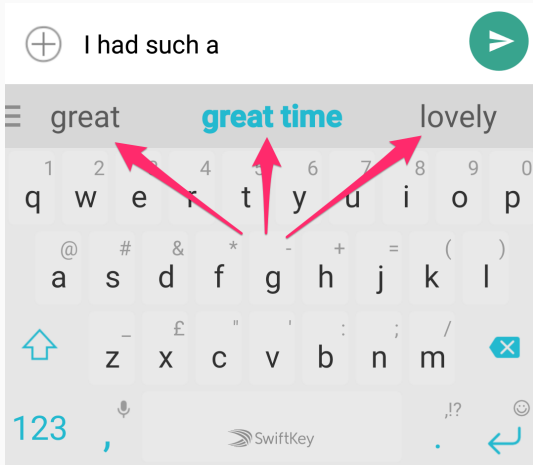 I had such a
great great time lovely
1 2 3 4 5 6 7 8 9 0
q w e r t y u i o p
@ # & * - + = ( )
a s d f g h j k l
_ £ " ' : ; /
z x c v b n m
123 , SwiftKey ,!? .